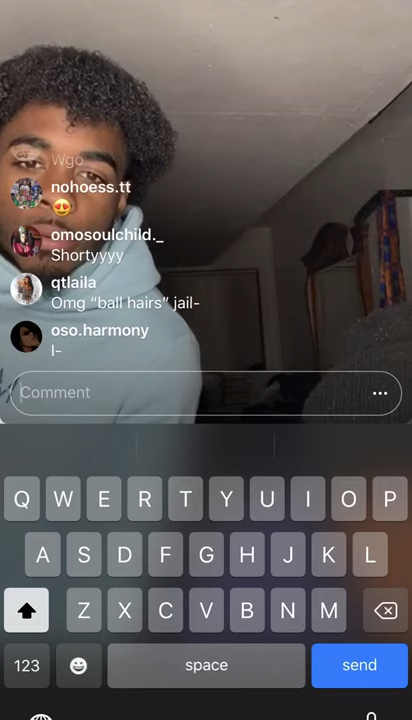 Wgo
nohoess.tt
😍
omosoulchild._
Shortyyyy
qtlaila
Omg “ball hairs” jail-
oso.harmony
I-
Comment
Q W E R T Y U I O P
A S D F G H J K L
Z X C V B N M
123 space send